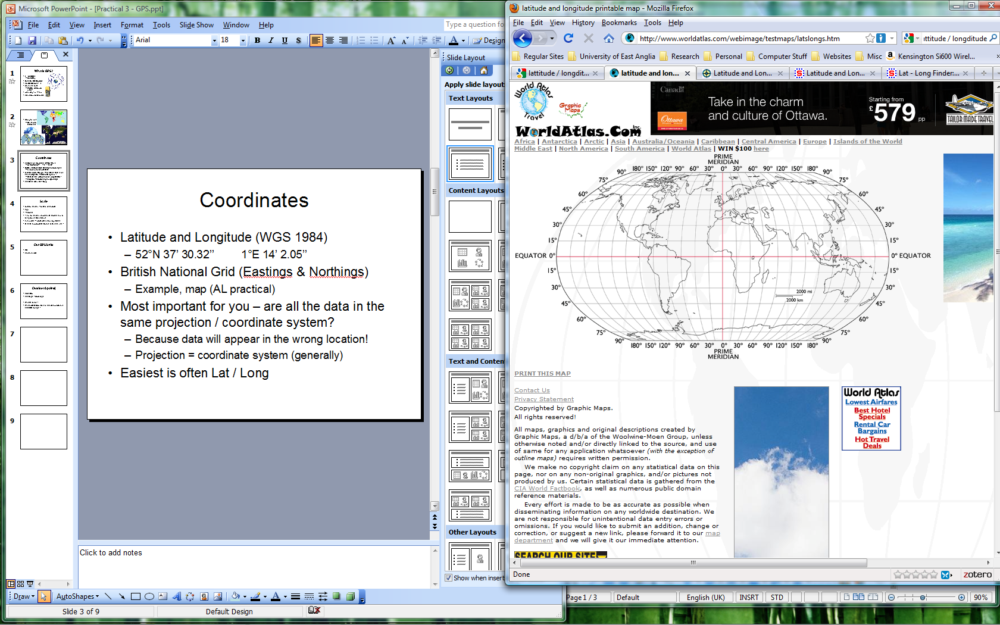 Microsoft PowerPoint - [Practical 3 - GPS.ppt]
File Edit View Insert Format Tools Slide Show Window Help
Type a question fo
Arial 18 B I U S A A A Design
1
What is GPS?
2
3
Coordinates
4
Scale
5
6
7
8
9
Coordinates
• Latitude and Longitude (WGS 1984)
– 52°N 37’ 30.32’’ 1°E 14’ 2.05’’
• British National Grid (Eastings & Northings)
– Example, map (AL practical)
• Most important for you – are all the data in the
same projection / coordinate system?
– Because data will appear in the wrong location!
– Projection = coordinate system (generally)
• Easiest is often Lat / Long
Click to add notes
Slide Layout
Apply slide layout
Text Layouts
Content Layouts
Text and Conten
Other Layouts
Show when insert
Draw AutoShapes
Slide 3 of 9 Default Design
latitude and longitude printable map - Mozilla Firefox
File Edit View History Bookmarks Tools Help
http://www.worldatlas.com/webimage/testmaps/latslongs.htm
ıttitude / longditude
Regular Sites University of East Anglia Research Personal Computer Stuff Websites Misc Kensington Si600 Wirel...
lattitude / longdit... latitude and lon... Latitude and Lon... Latitude and Lon... Lat - Long Finder:...
World Atlas
Travel
Graphic
Maps
WorldAtlas.Com Inc.
Canada
Ottawa
Take in the charm
and culture of Ottawa.
Starting from
£579 pp
TAILOR MADE TRAVEL
Africa | Antarctica | Arctic | Asia | Australia/Oceania | Caribbean | Central America | Europe | Islands of the World
Middle East | North America | South America | World Atlas | WIN $100 here
PRIME
MERIDIAN
90° 180° 150° 120° 90° 60° 30° 0° 30° 60° 90° 120° 150° 180° 90°
75° 75°
60° 60°
45° 45°
30° 30°
15° 15°
EQUATOR 0° 0° EQUATOR
15° 15°
30° 30°
2000 mi
2000 km
45° 45°
60° 60°
75° 75°
90° 180° 150° 120° 90° 60° 30° 0° 30° 60° 90° 120° 150° 180° 90°
PRIME
MERIDIAN
PRINT THIS MAP
Contact Us
Privacy Statement
Copyrighted by Graphic Maps.
All rights reserved!
All maps, graphics and original descriptions created by
Graphic Maps, a d/b/a of the Woolwine-Moen Group, unless
otherwise noted and/or directly linked to the source, and use
of same for any application whatsoever (with the exception of
outline maps) requires written permission.
We make no copyright claim on any statistical data on this
page, nor on any non-original graphics, and/or pictures not
produced by us. Certain statistical data is gathered from the
CIA World Factbook, as well as numerous public domain
reference materials.
Every effort is made to be as accurate as possible when
disseminating information on any worldwide destination. We
are not responsible for unintentional data entry errors or
omissions. If you would like to submit an addition, change or
correction, or suggest a new link, please forward it to our map
department and we will give it our immediate attention.
SEARCH OUR SITE
World Atlas
Lowest Airfares
Best Hotel
Specials
Rental Car
Bargains
Hot Travel
Deals
Done
zotero
Page 1 / 3 Default English (UK) INSRT STD 90%